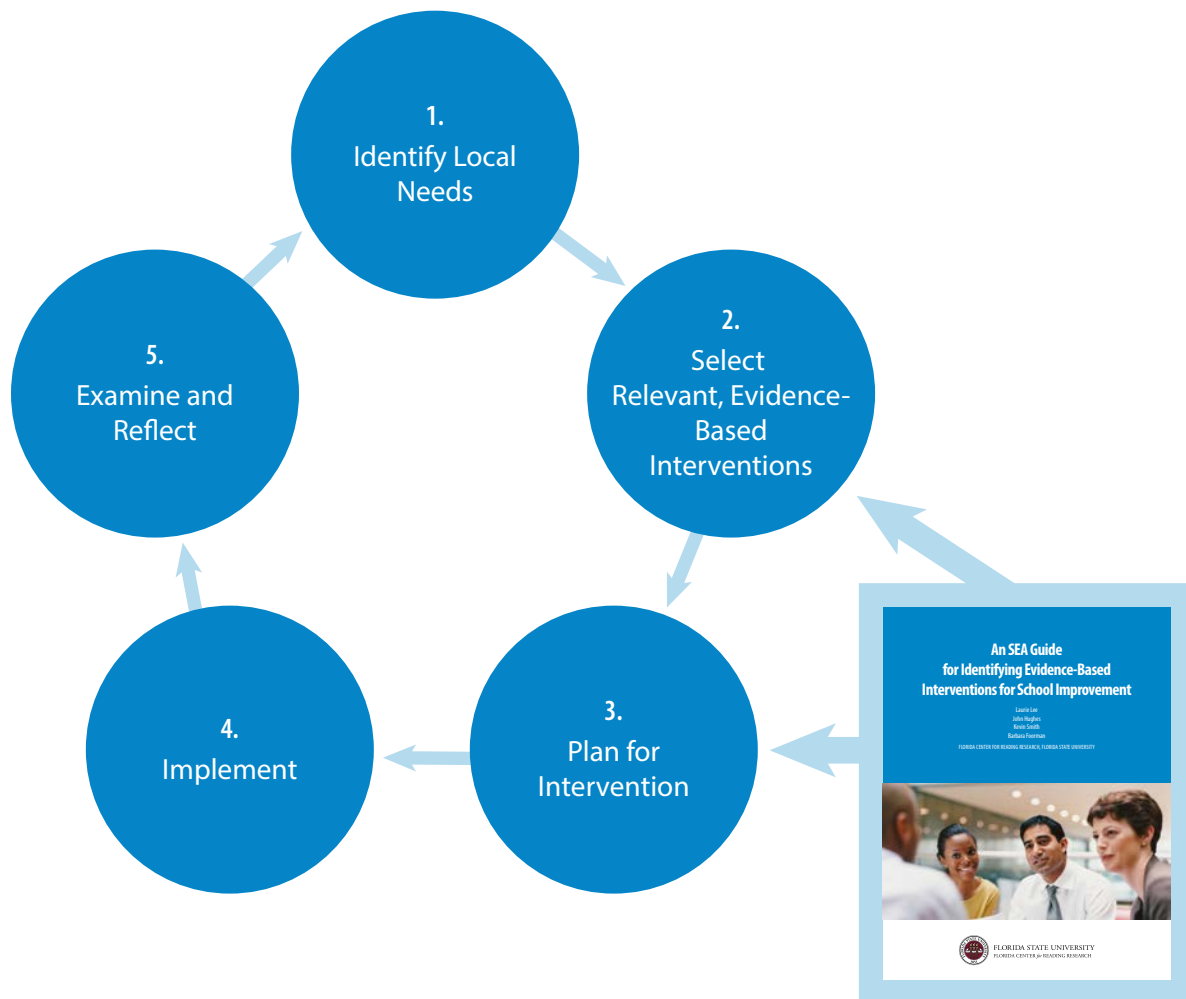 1.
Identify Local
Needs
2.
Select
Relevant, Evidence-
Based
Interventions
3.
Plan for
Intervention
4.
Implement
5.
Examine and
Reflect
An SEA Guide
for Identifying Evidence-Based
Interventions for School Improvement
Laurie Lee
John Hughes
Kevin Smith
Barbara Foorman
FLORIDA CENTER FOR READING RESEARCH, FLORIDA STATE UNIVERSITY
FLORIDA STATE UNIVERSITY
FLORIDA CENTER for READING RESEARCH